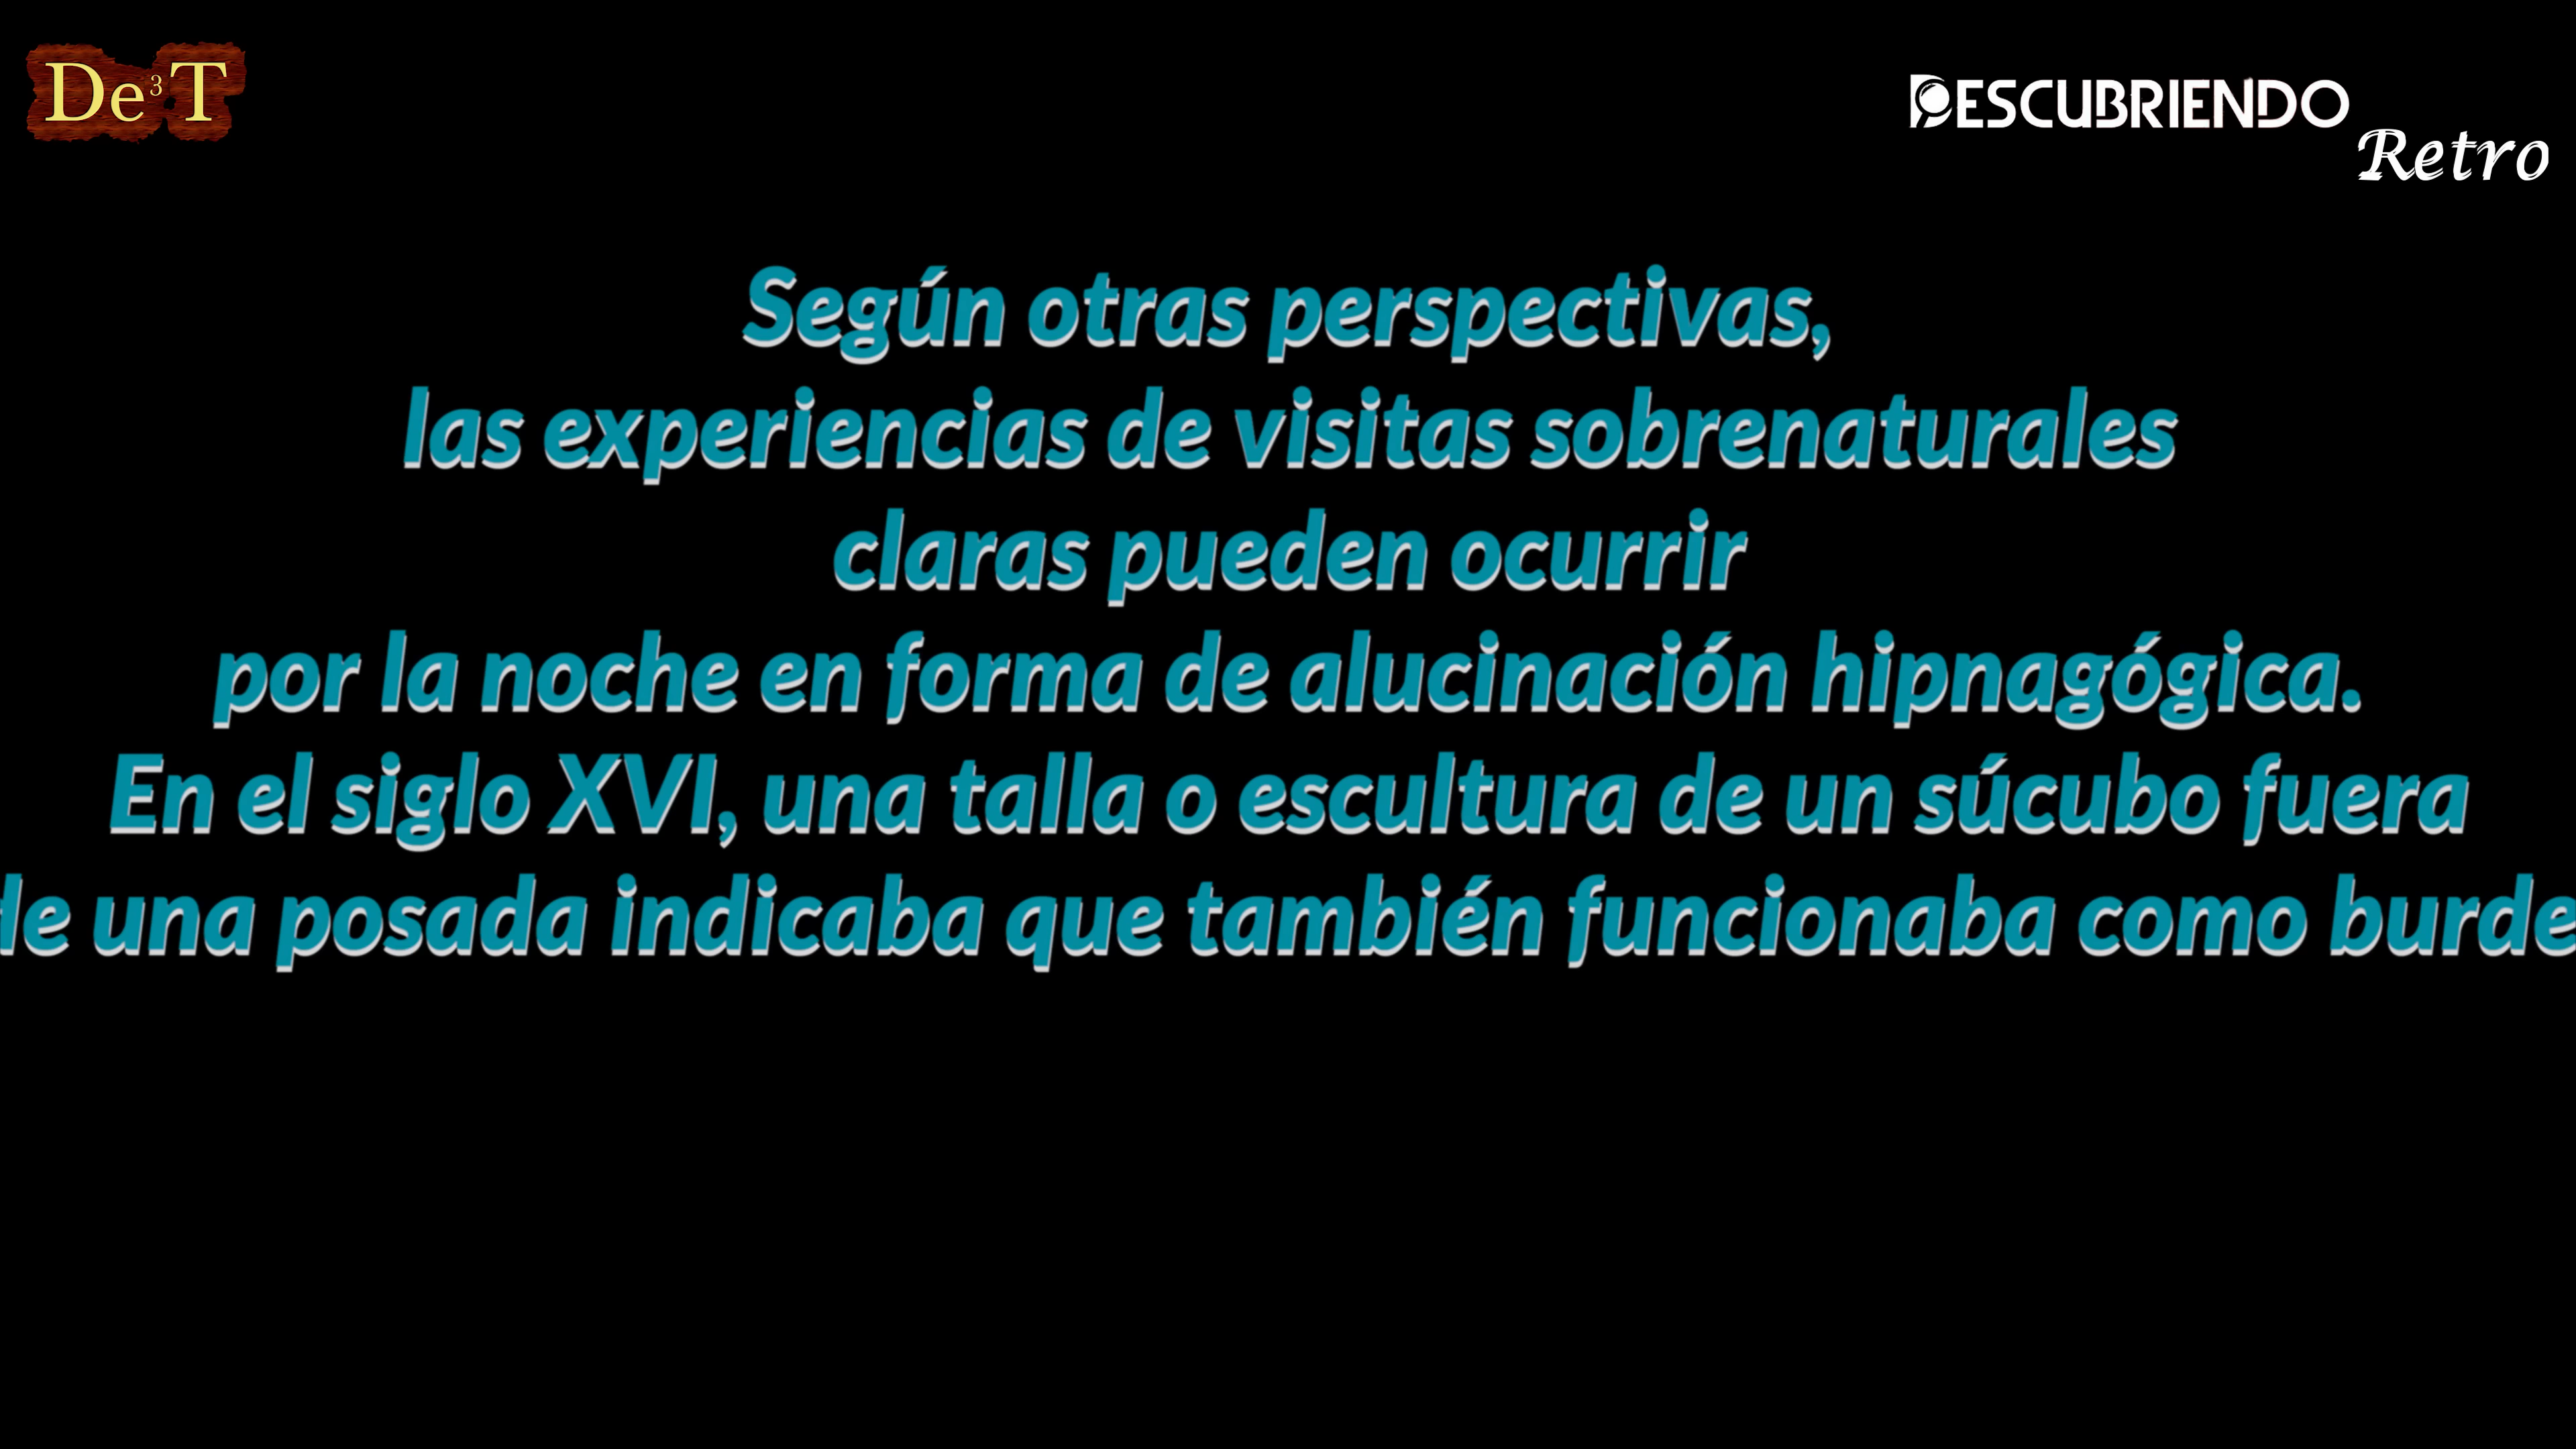 De³T
DESCUBRIENDO
Retro
Según otras perspectivas,
las experiencias de visitas sobrenaturales
claras pueden ocurrir
por la noche en forma de alucinación hipnagógica.
En el siglo XVI, una talla o escultura de un súcubo fuera
de una posada indicaba que también funcionaba como burde